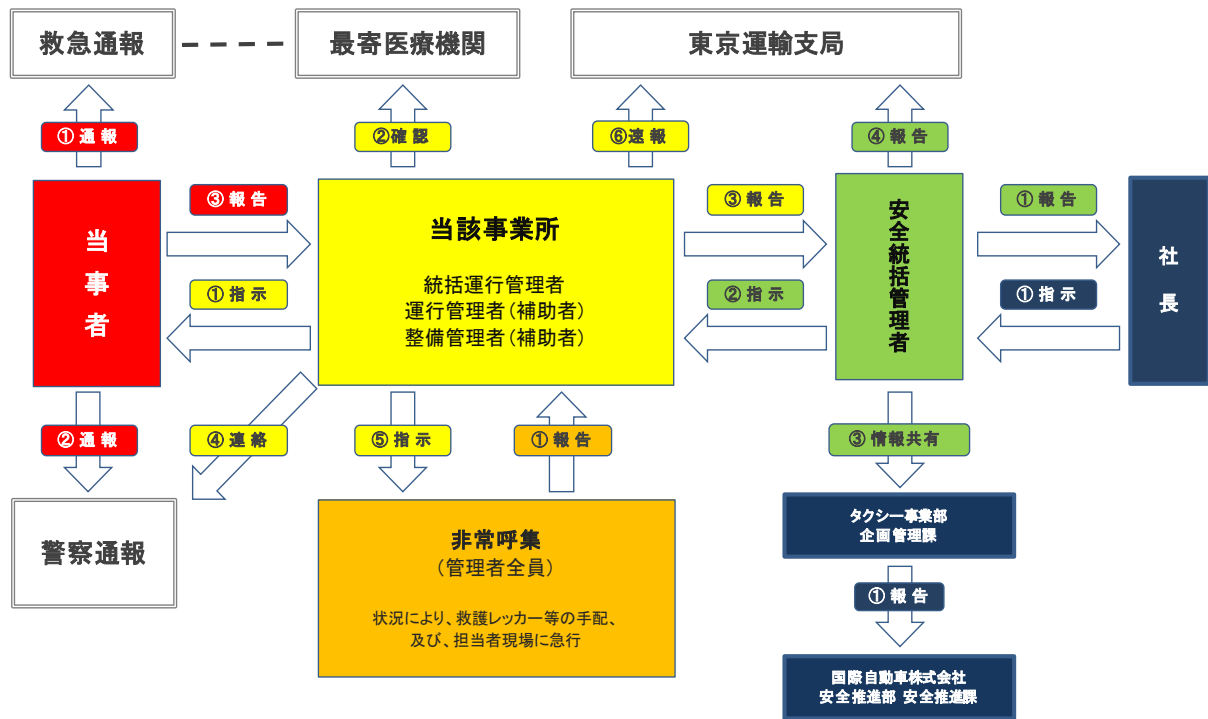 救急通報
最寄医療機関
東京運輸支局
①通報
②確認
⑥速報
④報告
当事者
③報告
①指示
当該事業所
統括運行管理者
運行管理者(補助者)
整備管理者(補助者)
③報告
②指示
安全統括管理者
①報告
①指示
社長
②通報
④連絡
⑤指示
①報告
③情報共有
警察通報
非常呼集
(管理者全員)
状況により、救護レッカー等の手配、
及び、担当者現場に急行
タクシー事業部
企画管理課
①報告
国際自動車株式会社
安全推進部 安全推進課